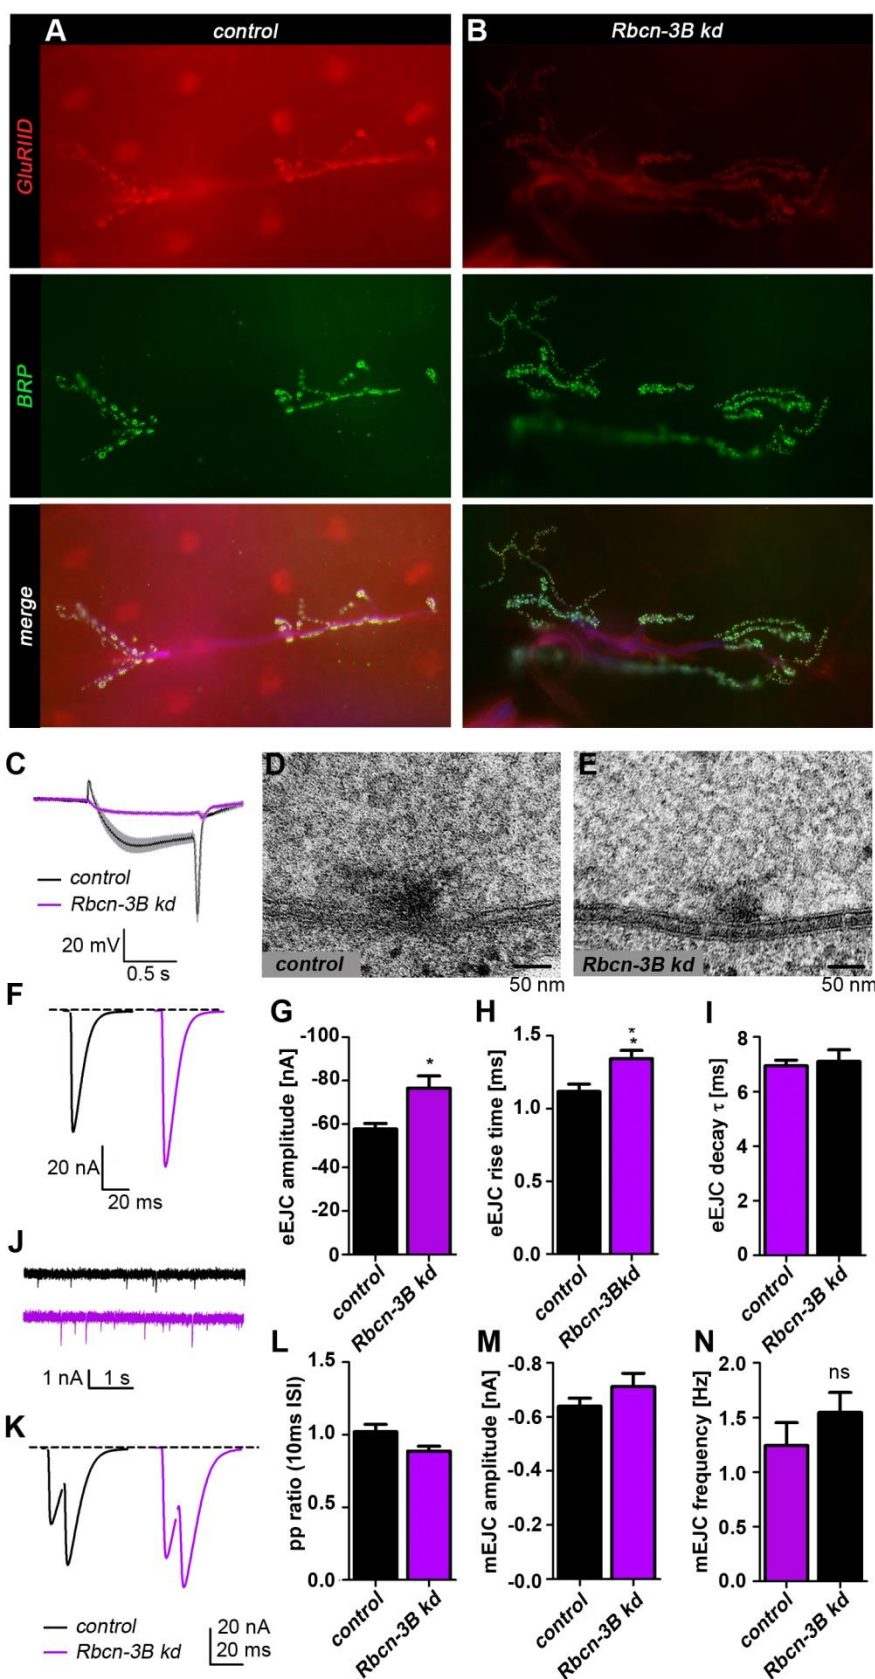 A control
B Rbcn-3B kd
GluRIID
BRP
merge
C
control
Rbcn-3B kd
20 mV
0.5 s
D
control
50 nm
E
Rbcn-3B kd
50 nm
F
20 nA
20 ms
G
eEJC amplitude [nA]
-100
-80
-60
-40
-20
0
*
control
Rbcn-3B kd
H
eEJC rise time [ms]
1.5
1.0
0.5
0.0
**
control
Rbcn-3Bkd
I
eEJC decay τ [ms]
8
6
4
2
0
control
Rbcn-3B kd
J
1 nA
1 s
K
control
Rbcn-3B kd
20 nA
20 ms
L
pp ratio (10ms ISI)
1.5
1.0
0.5
0.0
control
Rbcn-3B kd
M
mEJC amplitude [nA]
-0.8
-0.6
-0.4
-0.2
-0.0
control
Rbcn-3B kd
N
mEJC frequency [Hz]
2.0
1.5
1.0
0.5
0.0
ns
control
Rbcn-3B kd